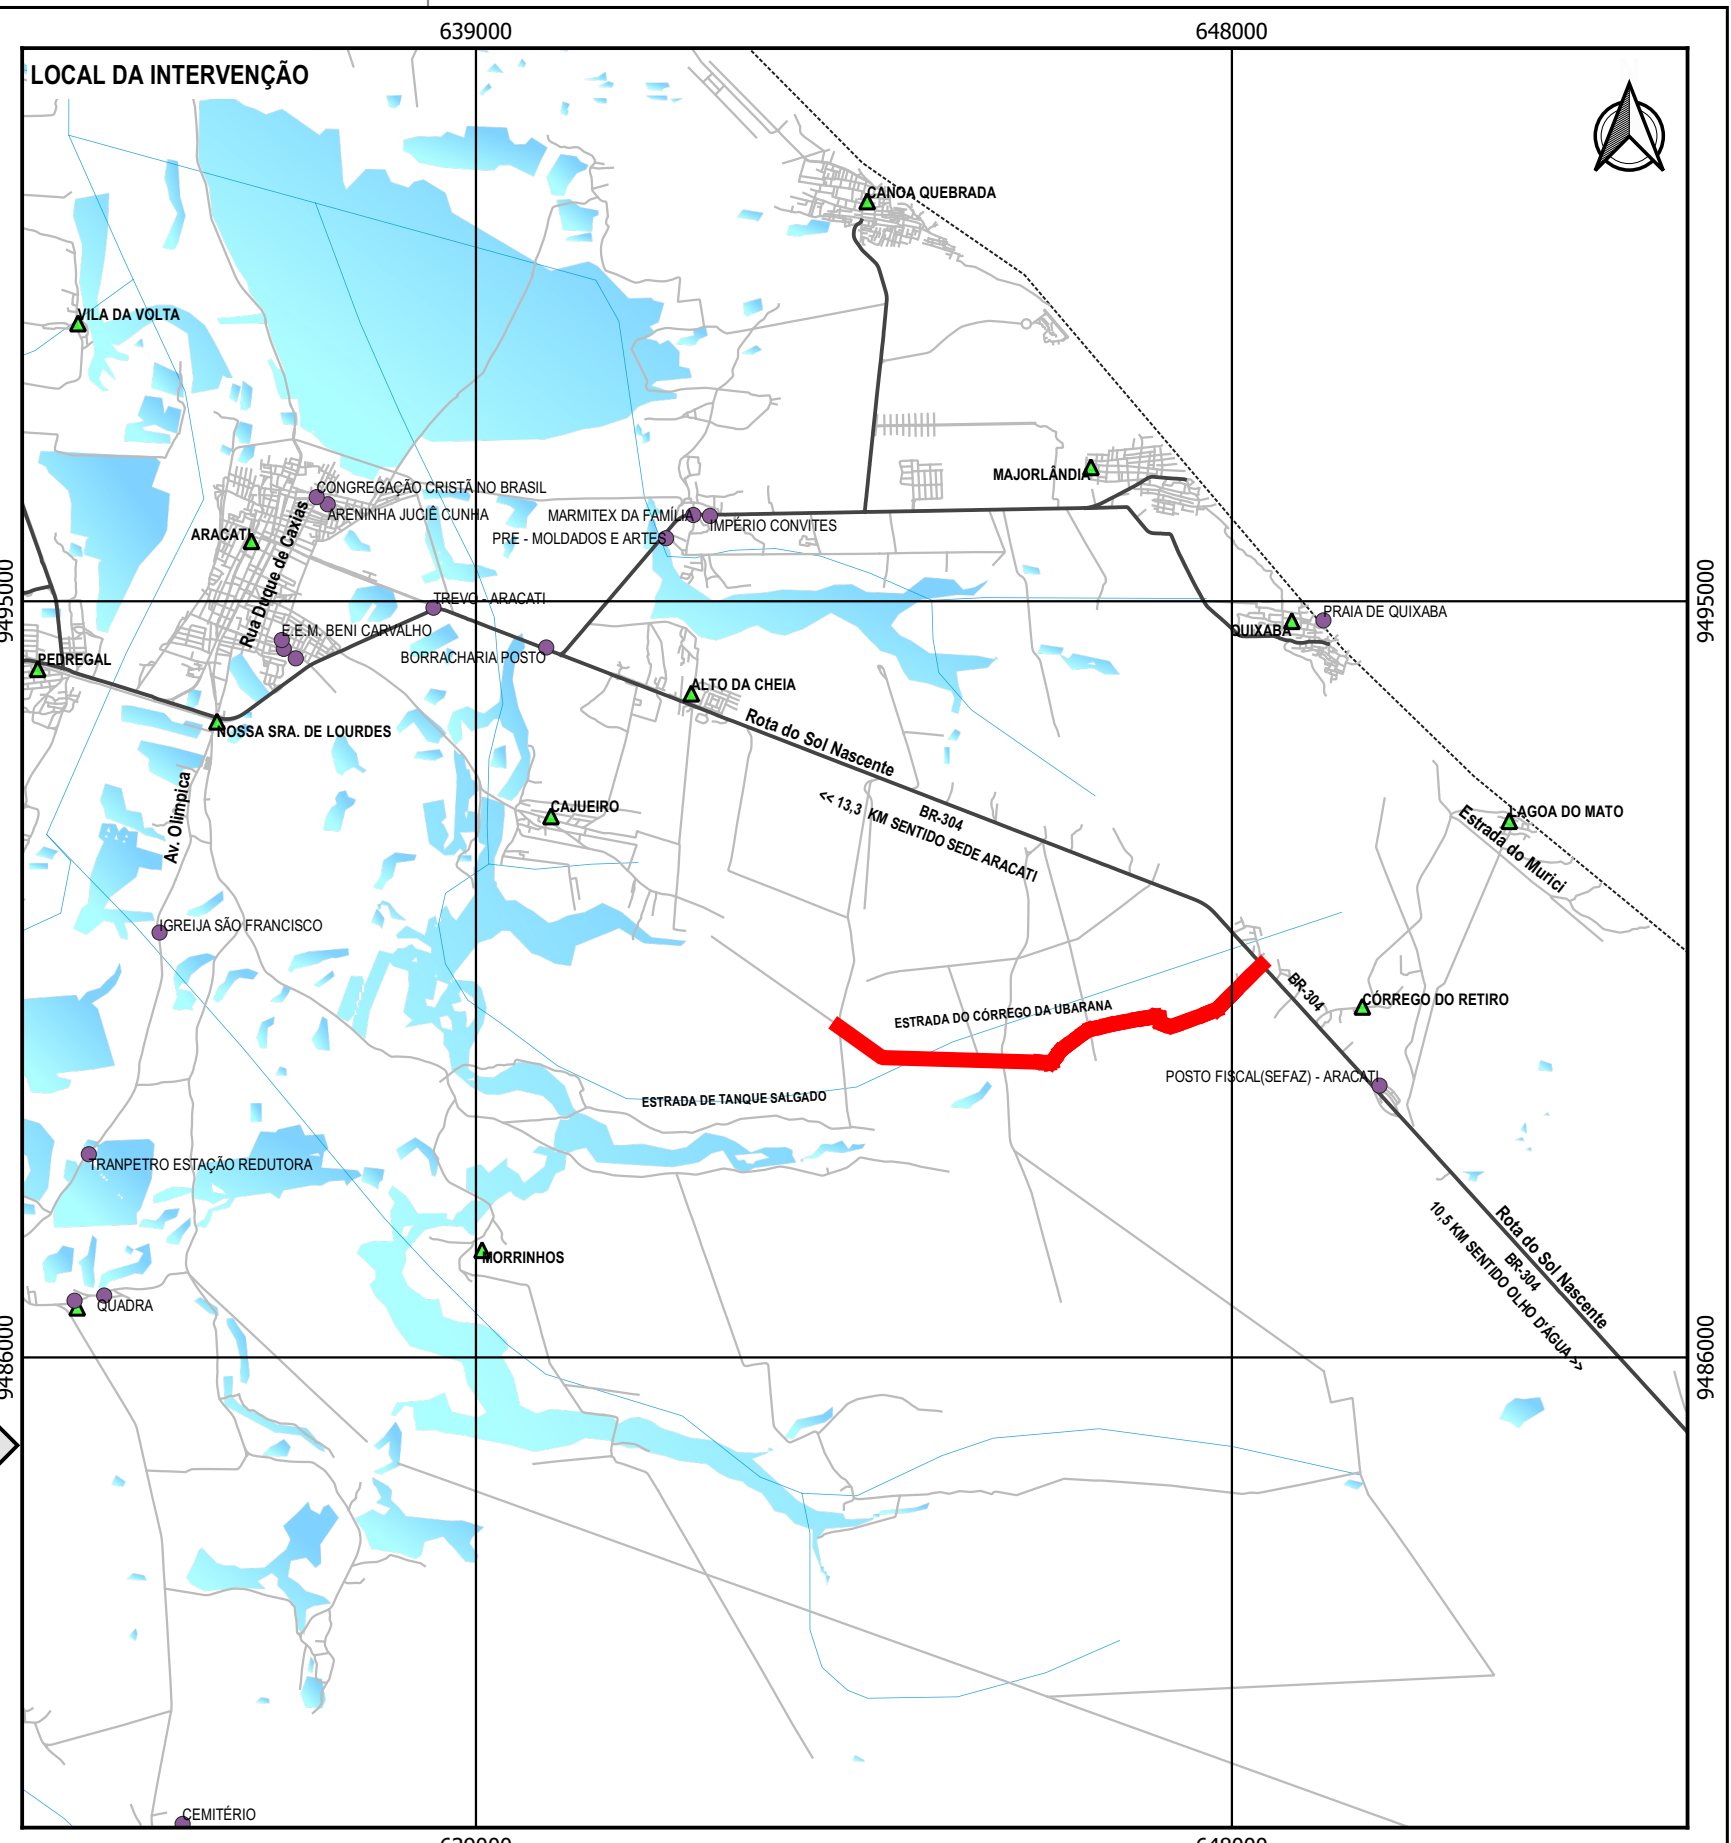 639000
648000
LOCAL DA INTERVENÇÃO
CANOA QUEBRADA
VILA DA VOLTA
MAJORLÂNDIA
CONGREGAÇÃO CRISTÃ NO BRASIL
ARENINHA JUCIÊ CUNHA
MARMITEX DA FAMÍLIA
IMPÉRIO CONVITES
ARACATI
PRE - MOLDADOS E ARTES
Rua Duque de Caxias
9495000
9495000
TREVO - ARACATI
PRAIA DE QUIXABA
QUIXABA
E.E.M. BENI CARVALHO
BORRACHARIA POSTO
PEDREGAL
ALTO DA CHEIA
NOSSA SRA. DE LOURDES
Rota do Sol Nascente
BR-304
<< 13,3 KM SENTIDO SEDE ARACATI
Av. Olimpica
CAJUEIRO
LAGOA DO MATO
Estrada do Murici
IGREIJA SÃO FRANCISCO
BR-304
CÓRREGO DO RETIRO
ESTRADA DO CÓRREGO DA UBARANA
POSTO FISCAL(SEFAZ) - ARACATI
ESTRADA DE TANQUE SALGADO
TRANPETRO ESTAÇÃO REDUTORA
Rota do Sol Nascente
BR-304
10,5 KM SENTIDO OLHO D'ÁGUA >>
MORRINHOS
QUADRA
9486000
9486000
CEMITÉRIO
639000
648000